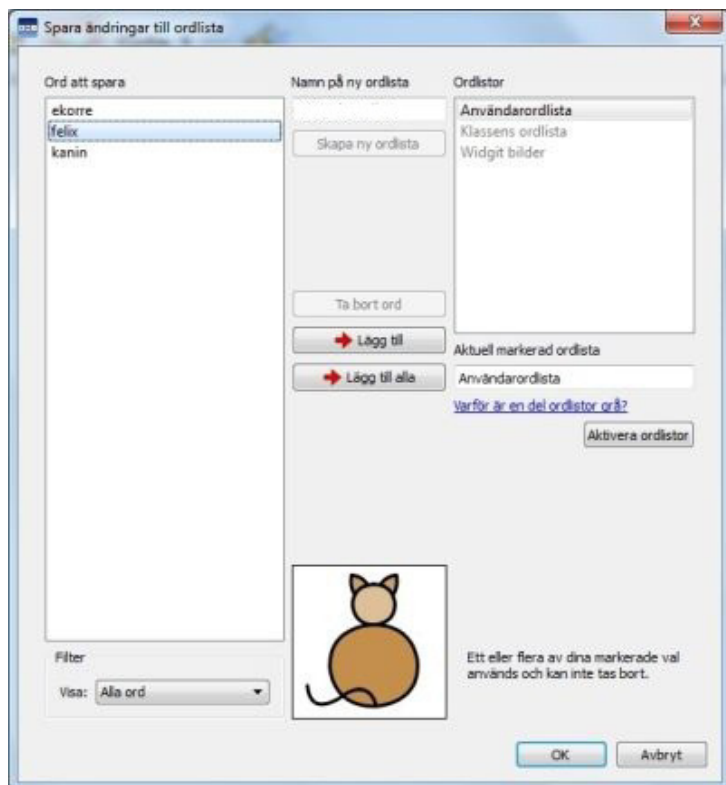 Spara ändringar till ordlista
Ord att spara
ekorre
felix
kanin
Filter
Visa: Alla ord
Namn på ny ordlista
Skapa ny ordlista
Ta bort ord
Lägg till
Lägg till alla
Ordlistor
Användarordlista
Klassens ordlista
Widgit bilder
Aktuell markerad ordlista
Användarordlista
Varför är en del ordlistor grå?
Aktivera ordlistor
Ett eller flera av dina markerade val
används och kan inte tas bort.
OK
Avbryt